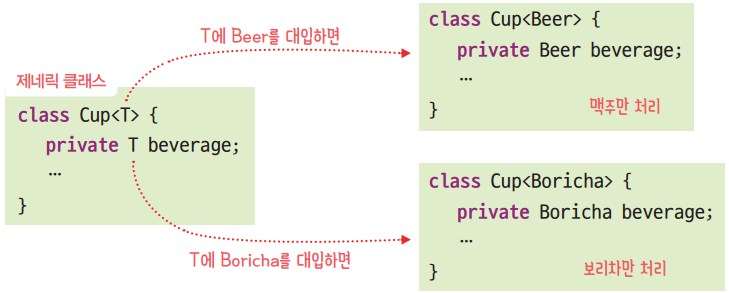 제네릭 클래스
class Cup<T> {
private T beverage;
...
}
T에 Beer를 대입하면
class Cup<Beer> {
private Beer beverage;
...
}
맥주만 처리
T에 Boricha를 대입하면
class Cup<Boricha> {
private Boricha beverage;
...
}
보리차만 처리